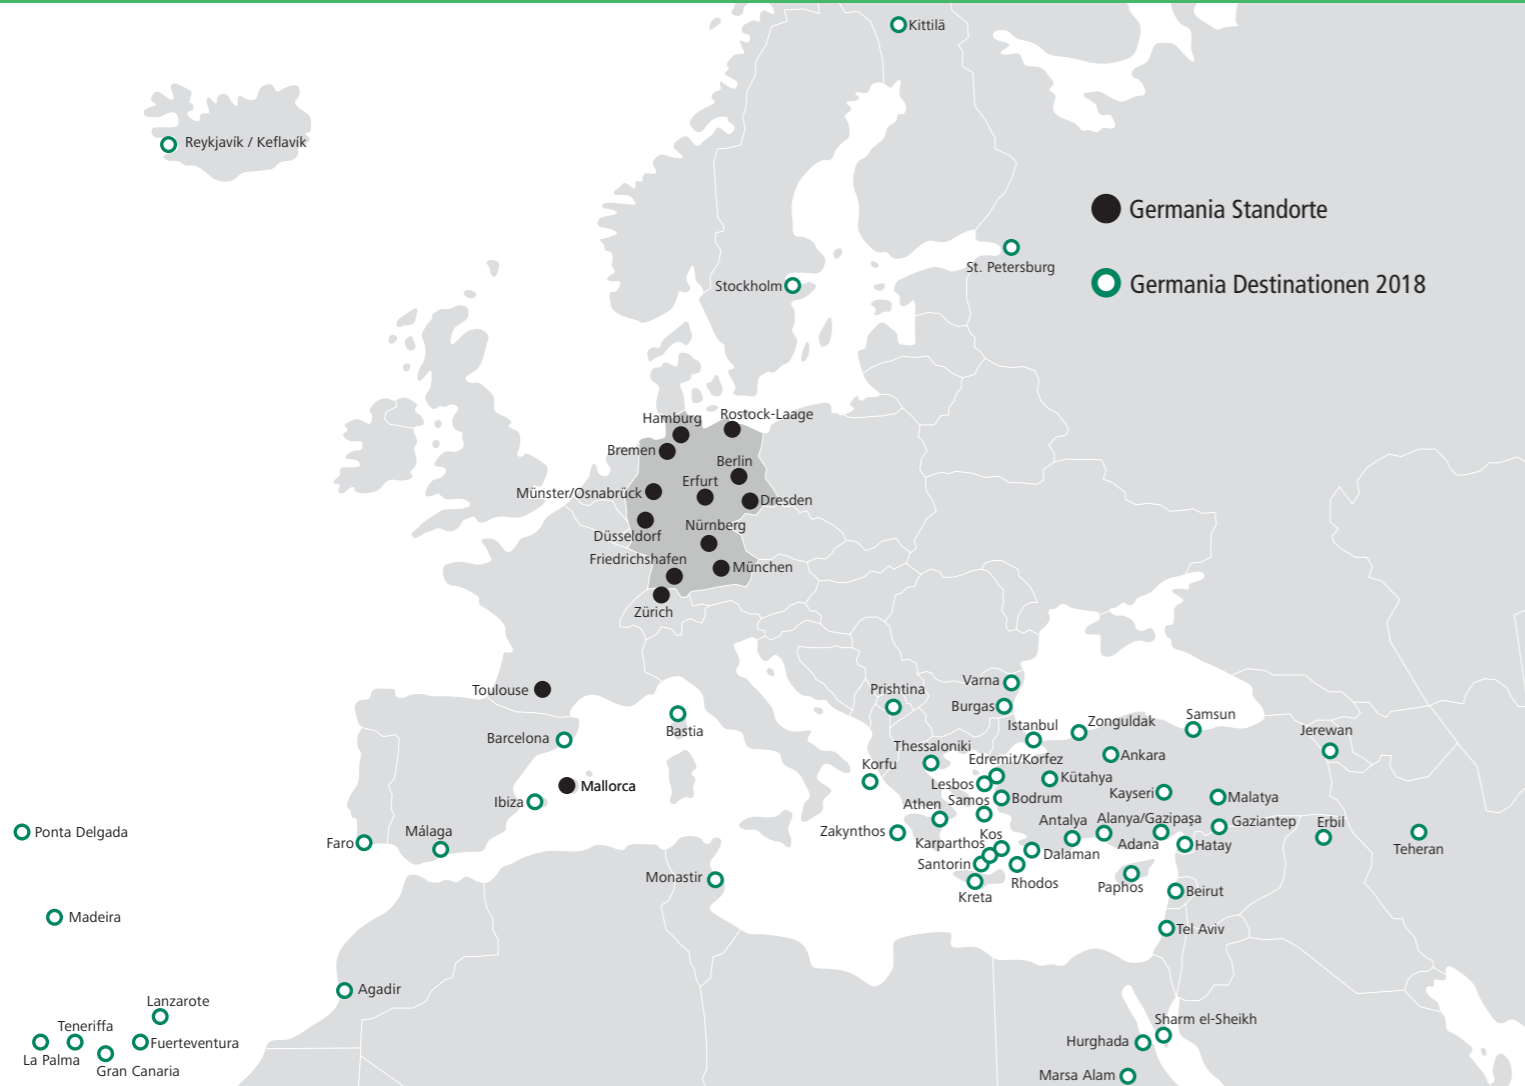 Kittilä
Reykjavík / Keflavík
Germania Standorte
St. Petersburg
Stockholm
Germania Destinationen 2018
Hamburg
Rostock-Laage
Bremen
Berlin
Erfurt
Münster/Osnabrück
Dresden
Nürnberg
Düsseldorf
Friedrichshafen
München
Zürich
Toulouse
Prishtina
Varna
Burgas
Bastia
Barcelona
Istanbul
Zonguldak
Samsun
Jerewan
Thessaloniki
Edremit/Korfez
Ankara
Korfu
Kütahya
Mallorca
Lesbos
Ibiza
Samos
Bodrum
Kayseri
Malatya
Athen
Antalya
Alanya/Gazipaşa
Gaziantep
Erbil
Ponta Delgada
Faro
Málaga
Zakynthos
Kos
Karparthos
Adana
Hatay
Teheran
Dalaman
Santorin
Monastir
Rhodos
Paphos
Beirut
Kreta
Madeira
Tel Aviv
Agadir
Lanzarote
Sharm el-Sheikh
Teneriffa
Fuerteventura
Hurghada
La Palma
Gran Canaria
Marsa Alam